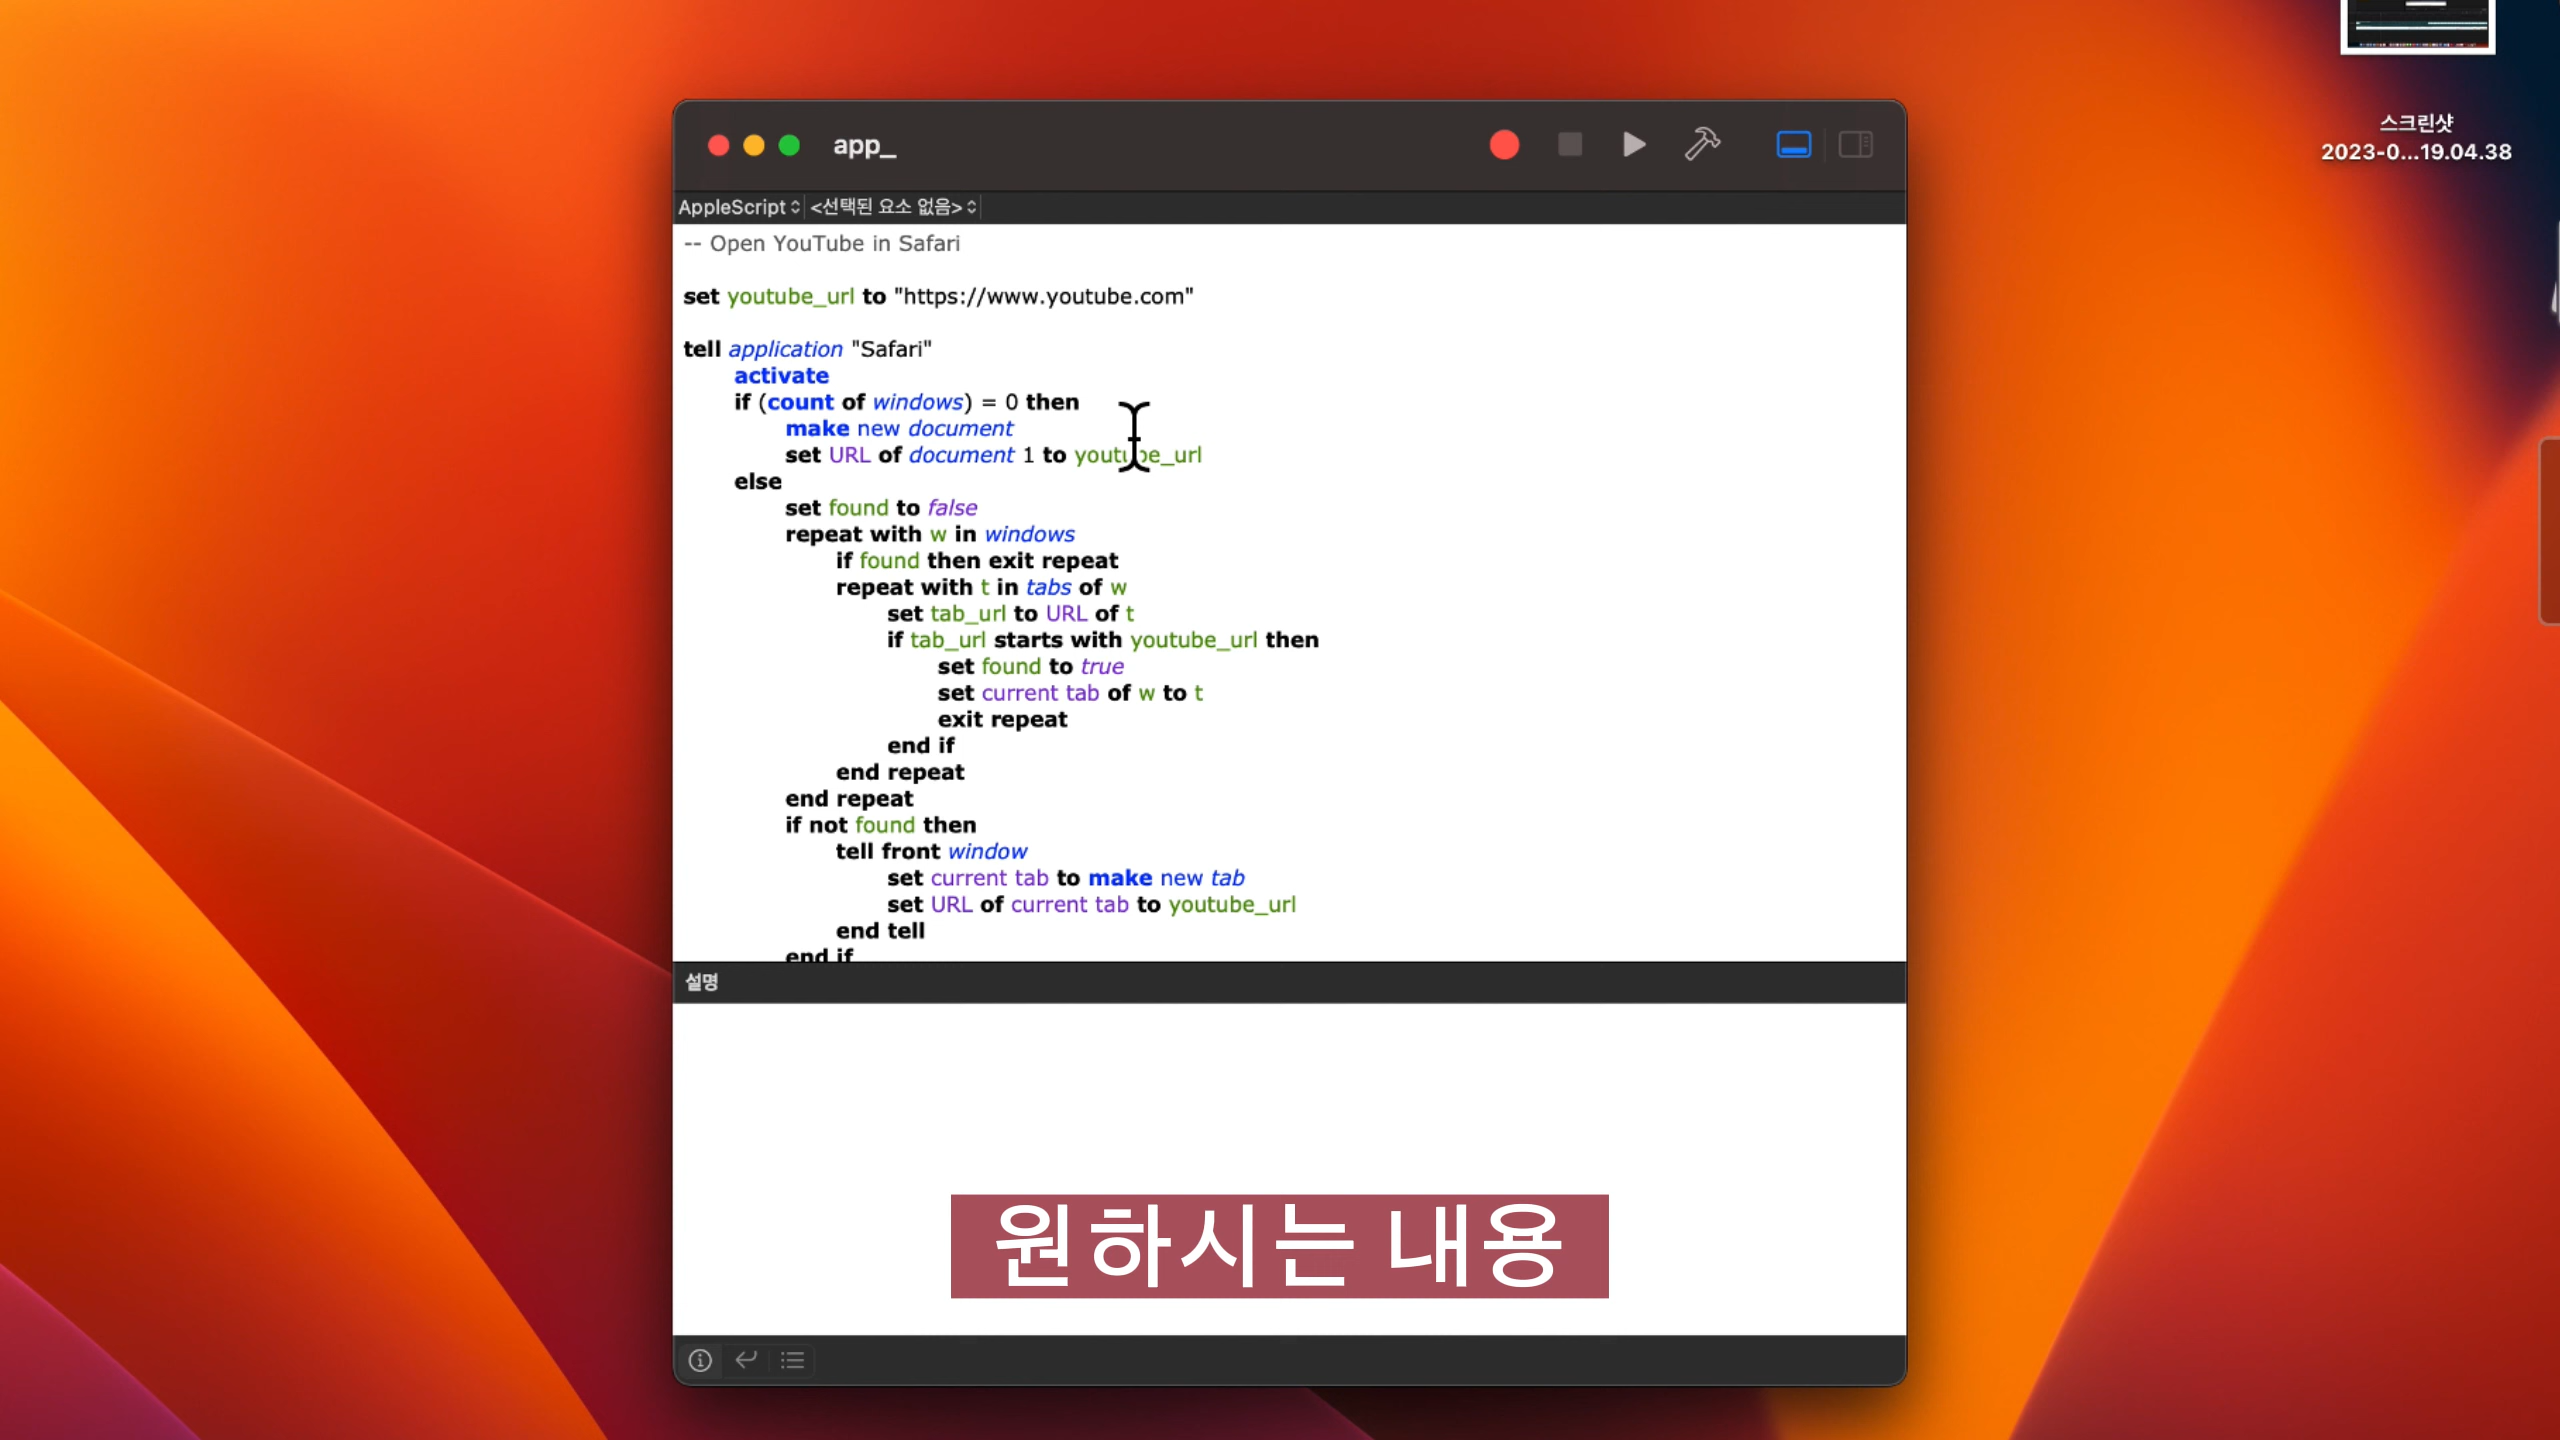 스크린샷
2023-0...19.04.38
app_
AppleScript <선택된 요소 없음>
-- Open YouTube in Safari
set youtube_url to "https://www.youtube.com"
tell application "Safari"
activate
if (count of windows) = 0 then
make new document
set URL of document 1 to youtube_url
else
set found to false
repeat with w in windows
if found then exit repeat
repeat with t in tabs of w
set tab_url to URL of t
if tab_url starts with youtube_url then
set found to true
set current tab of w to t
exit repeat
end if
end repeat
end repeat
if not found then
tell front window
set current tab to make new tab
set URL of current tab to youtube_url
end tell
end if
설명
원하시는 내용